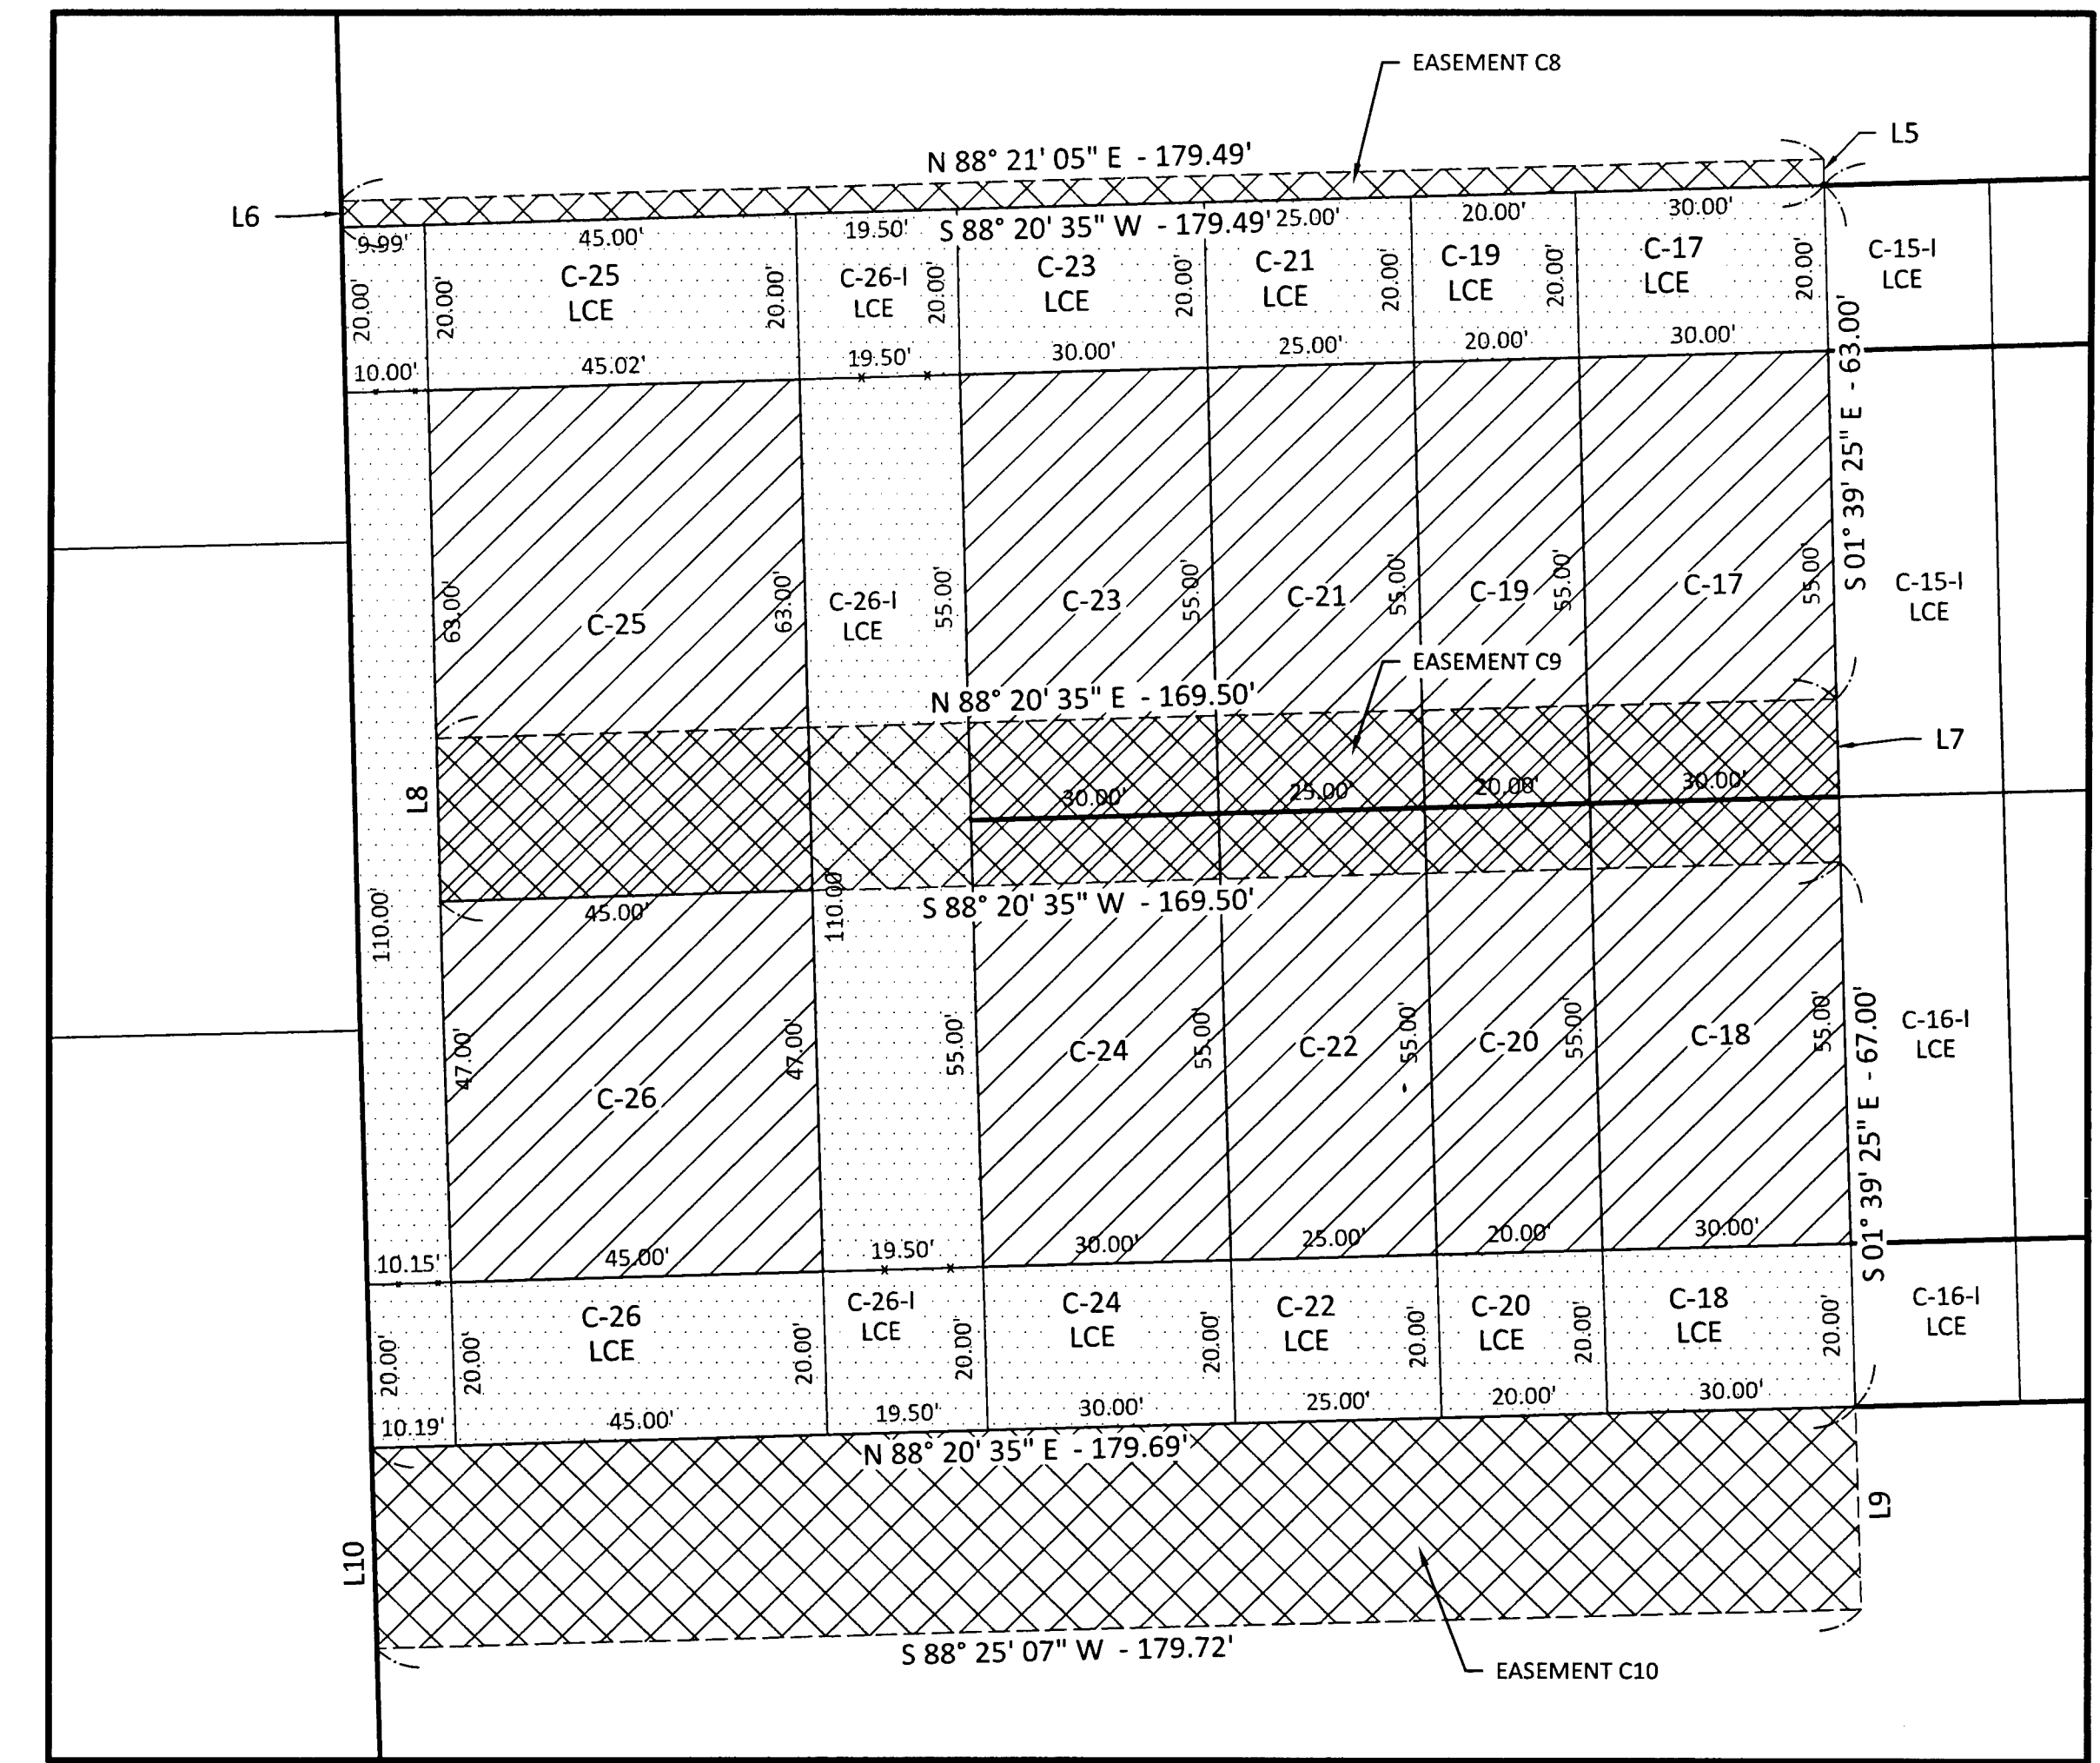 EASEMENT C8
L5
N 88° 21' 05" E - 179.49'
L6
S 88° 20' 35" W - 179.49'
9.99'
45.00'
19.50'
25.00'
20.00'
30.00'
C-25
LCE
C-26-I
LCE
C-23
LCE
C-21
LCE
C-19
LCE
C-17
LCE
C-15-I
LCE
20.00'
20.00'
20.00'
20.00'
20.00'
20.00'
20.00'
20.00'
10.00'
45.02'
19.50'
30.00'
25.00'
20.00'
30.00'
S 01° 39' 25" E - 63.00'
63.00'
C-25
63.00'
C-26-I
LCE
55.00'
C-23
55.00'
C-21
55.00'
C-19
55.00'
C-17
55.00'
C-15-I
LCE
EASEMENT C9
N 88° 20' 35" E - 169.50'
L7
L8
30.00'
25.00'
20.00'
30.00'
S 88° 20' 35" W - 169.50'
45.00'
110.00'
110.00'
47.00'
C-26
47.00'
55.00'
C-24
55.00'
C-22
55.00'
C-20
55.00'
C-18
55.00'
S 01° 39' 25" E - 67.00'
C-16-I
LCE
10.15'
45.00'
19.50'
30.00'
25.00'
20.00'
30.00'
C-26
LCE
C-26-I
LCE
C-24
LCE
C-22
LCE
C-20
LCE
C-18
LCE
C-16-I
LCE
20.00'
20.00'
20.00'
20.00'
20.00'
20.00'
20.00'
20.00'
10.19'
45.00'
19.50'
30.00'
25.00'
20.00'
30.00'
N 88° 20' 35" E - 179.69'
L9
L10
S 88° 25' 07" W - 179.72'
EASEMENT C10